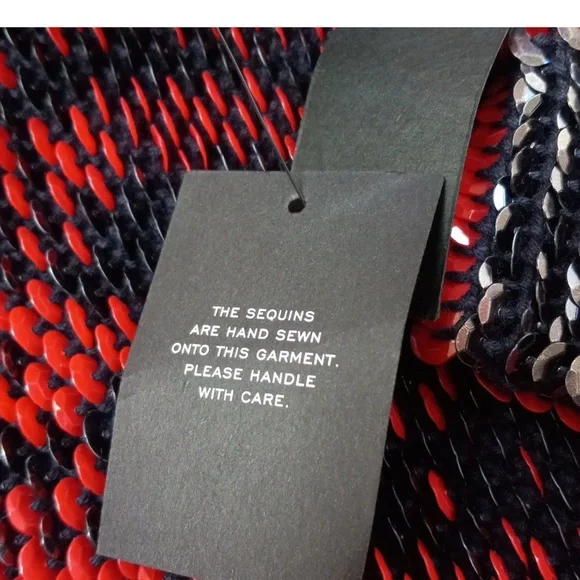 THE SEQUINS
ARE HAND SEWN
ONTO THIS GARMENT.
PLEASE HANDLE
WITH CARE.